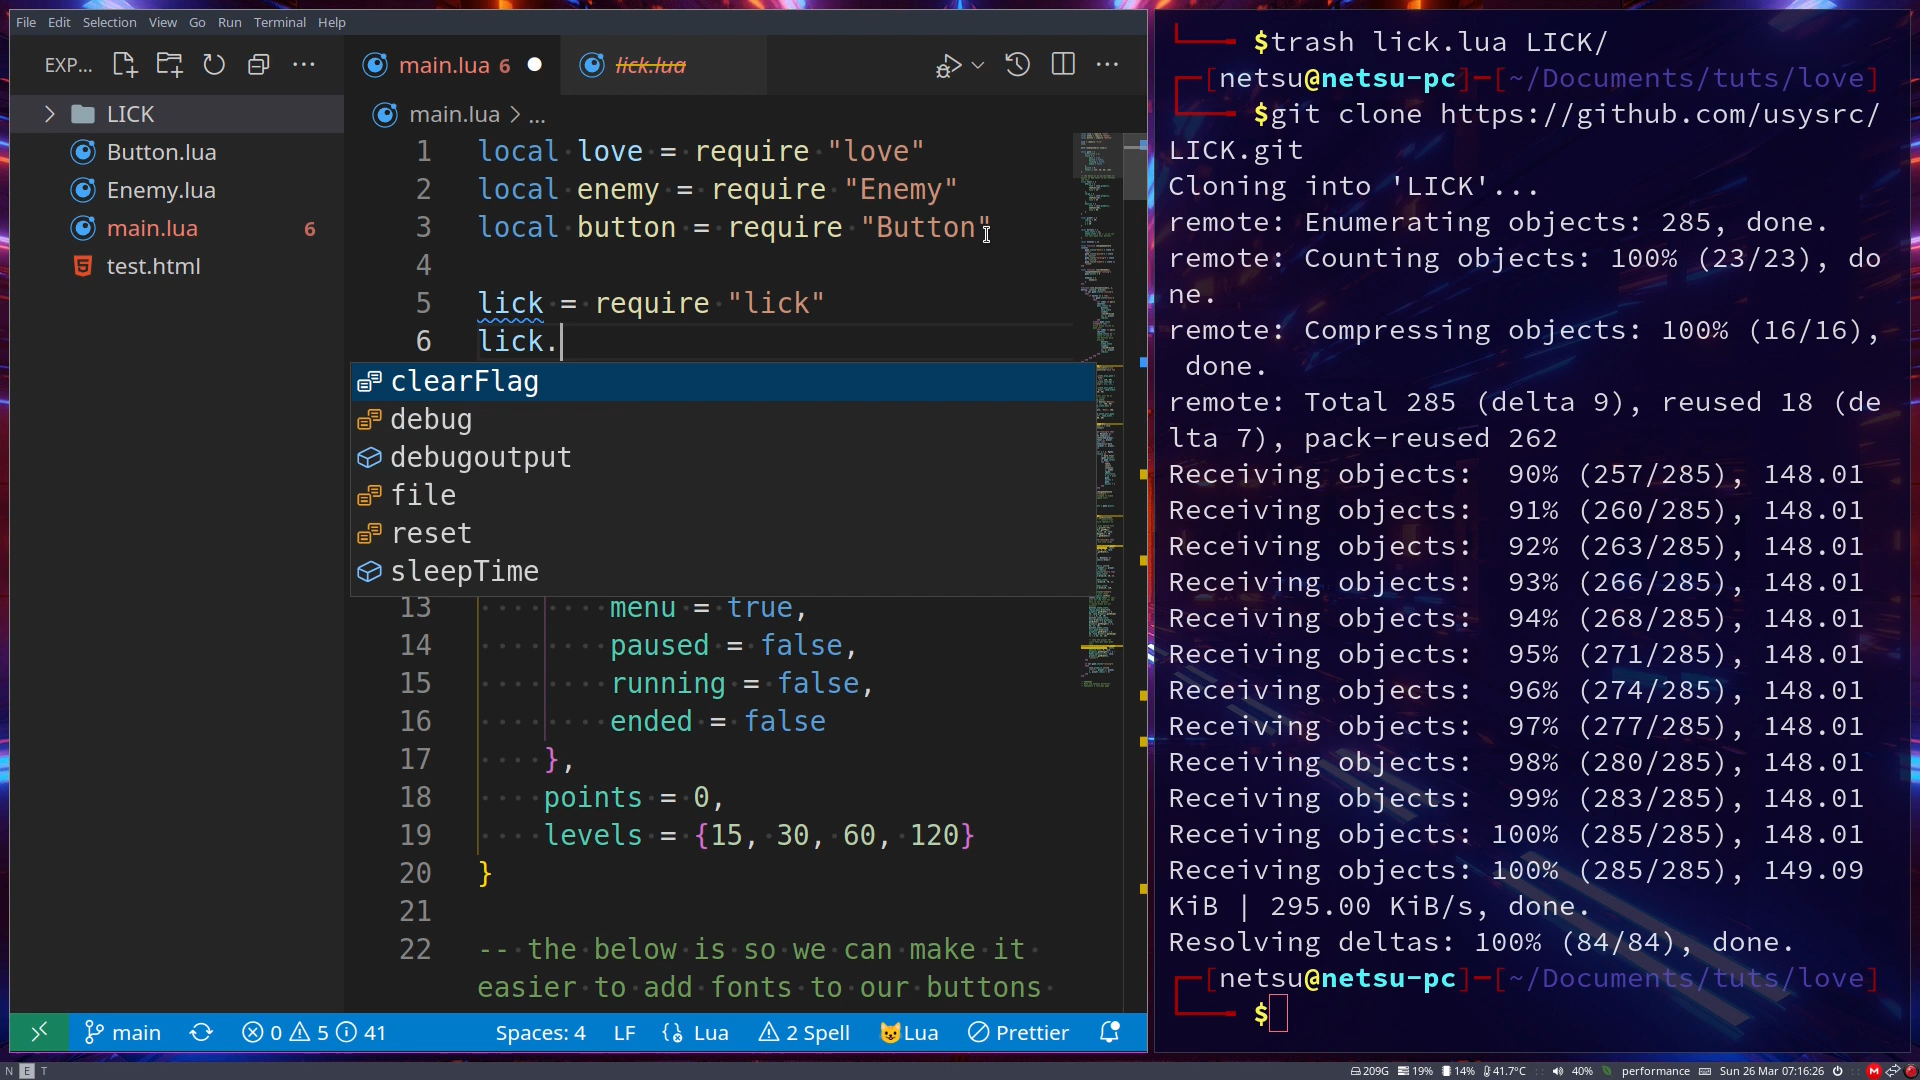 File Edit Selection View Go Run Terminal Help
EXP...
main.lua 6
lick.lua
LICK
Button.lua
Enemy.lua
main.lua 6
test.html
main.lua > ...
1 local love = require "love"
2 local enemy = require "Enemy"
3 local button = require "Button"
4
5 lick = require "lick"
6 lick.
clearFlag
debug
debugoutput
file
reset
sleepTime
13 menu = true,
14 paused = false,
15 running = false,
16 ended = false
17 },
18 points = 0,
19 levels = {15, 30, 60, 120}
20 }
21
22 -- the below is so we can make it
easier to add fonts to our buttons
main 0 5 41 Spaces: 4 LF Lua 2 Spell Lua Prettier
$trash lick.lua LICK/
[netsu@netsu-pc]-[~/Documents/tuts/love]
$git clone https://github.com/usysrc/
LICK.git
Cloning into 'LICK'...
remote: Enumerating objects: 285, done.
remote: Counting objects: 100% (23/23), do
ne.
remote: Compressing objects: 100% (16/16),
done.
remote: Total 285 (delta 9), reused 18 (de
lta 7), pack-reused 262
Receiving objects:  90% (257/285), 148.01
Receiving objects:  91% (260/285), 148.01
Receiving objects:  92% (263/285), 148.01
Receiving objects:  93% (266/285), 148.01
Receiving objects:  94% (268/285), 148.01
Receiving objects:  95% (271/285), 148.01
Receiving objects:  96% (274/285), 148.01
Receiving objects:  97% (277/285), 148.01
Receiving objects:  98% (280/285), 148.01
Receiving objects:  99% (283/285), 148.01
Receiving objects: 100% (285/285), 148.01
Receiving objects: 100% (285/285), 149.09
KiB | 295.00 KiB/s, done.
Resolving deltas: 100% (84/84), done.
[netsu@netsu-pc]-[~/Documents/tuts/love]
$
N E T
209G 19% 14% 41.7°C 40% performance Sun 26 Mar 07:16:26 M